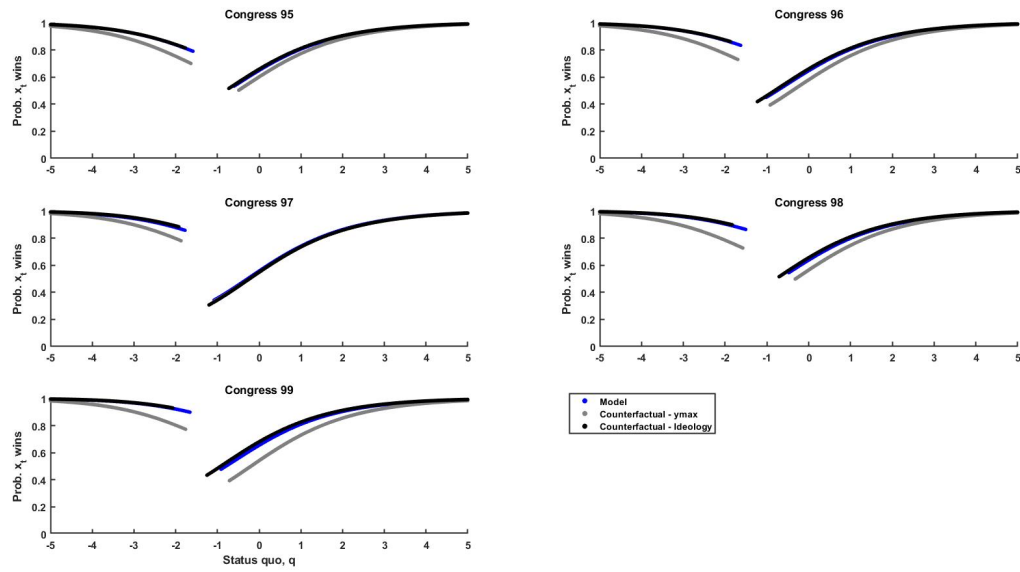 Congress 95
Prob. x_t wins
1
0.8
0.6
0.4
0.2
0
-5 -4 -3 -2 -1 0 1 2 3 4 5
Congress 96
Prob. x_t wins
1
0.8
0.6
0.4
0.2
0
-5 -4 -3 -2 -1 0 1 2 3 4 5
Congress 97
Prob. x_t wins
1
0.8
0.6
0.4
0.2
0
-5 -4 -3 -2 -1 0 1 2 3 4 5
Congress 98
Prob. x_t wins
1
0.8
0.6
0.4
0.2
0
-5 -4 -3 -2 -1 0 1 2 3 4 5
Congress 99
Prob. x_t wins
1
0.8
0.6
0.4
0.2
0
-5 -4 -3 -2 -1 0 1 2 3 4 5
Status quo, q
Model
Counterfactual - ymax
Counterfactual - Ideology